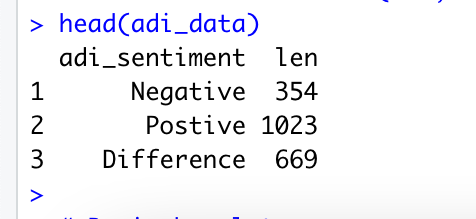 > head(adi_data)
adi_sentiment len
1 Negative 354
2 Postive 1023
3 Difference 669
>